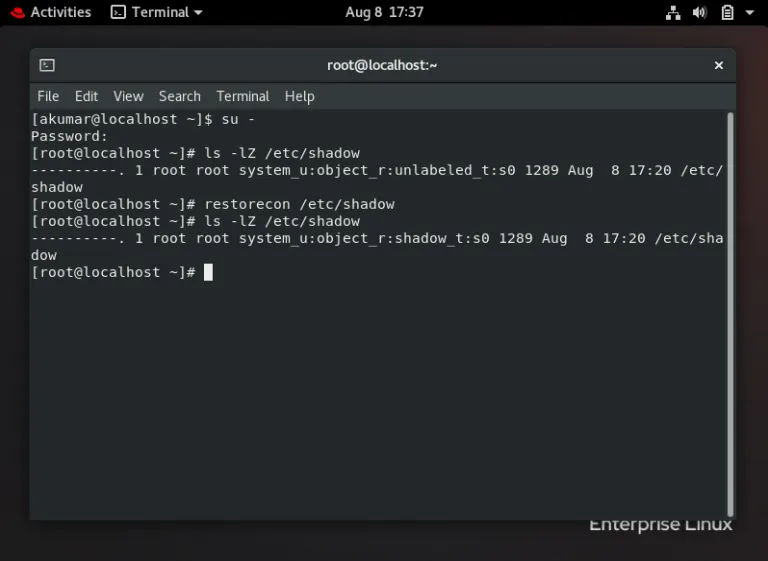 Activities Terminal Aug 8 17:37
root@localhost:~
File Edit View Search Terminal Help
[akumar@localhost ~]$ su -
Password:
[root@localhost ~]# ls -lZ /etc/shadow
----------. 1 root root system_u:object_r:unlabeled_t:s0 1289 Aug  8 17:20 /etc/
shadow
[root@localhost ~]# restorecon /etc/shadow
[root@localhost ~]# ls -lZ /etc/shadow
----------. 1 root root system_u:object_r:shadow_t:s0 1289 Aug  8 17:20 /etc/sha
dow
[root@localhost ~]#
Enterprise Linux